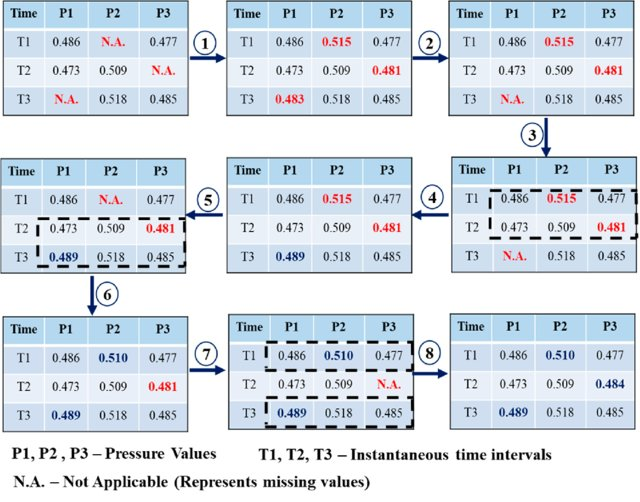 Time P1 P2 P3
T1 0.486 N.A. 0.477
T2 0.473 0.509 N.A.
T3 N.A. 0.518 0.485
1
Time P1 P2 P3
T1 0.486 0.515 0.477
T2 0.473 0.509 0.481
T3 0.483 0.518 0.485
2
Time P1 P2 P3
T1 0.486 0.515 0.477
T2 0.473 0.509 0.481
T3 N.A. 0.518 0.485
3
Time P1 P2 P3
T1 0.486 0.515 0.477
T2 0.473 0.509 0.481
T3 N.A. 0.518 0.485
4
Time P1 P2 P3
T1 0.486 0.515 0.477
T2 0.473 0.509 0.481
T3 0.489 0.518 0.485
5
Time P1 P2 P3
T1 0.486 N.A. 0.477
T2 0.473 0.509 0.481
T3 0.489 0.518 0.485
6
Time P1 P2 P3
T1 0.486 0.510 0.477
T2 0.473 0.509 0.481
T3 0.489 0.518 0.485
7
Time P1 P2 P3
T1 0.486 0.510 0.477
T2 0.473 0.509 N.A.
T3 0.489 0.518 0.485
8
Time P1 P2 P3
T1 0.486 0.510 0.477
T2 0.473 0.509 0.484
T3 0.489 0.518 0.485
P1, P2 , P3 – Pressure Values
T1, T2, T3 – Instantaneous time intervals
N.A. – Not Applicable (Represents missing values)